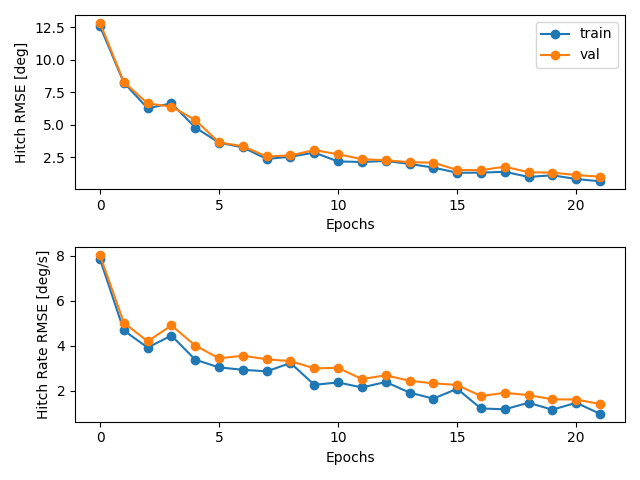 Hitch RMSE [deg]
12.5
10.0
7.5
5.0
2.5
train
val
0 5 10 15 20
Epochs
Hitch Rate RMSE [deg/s]
8
6
4
2
0 5 10 15 20
Epochs